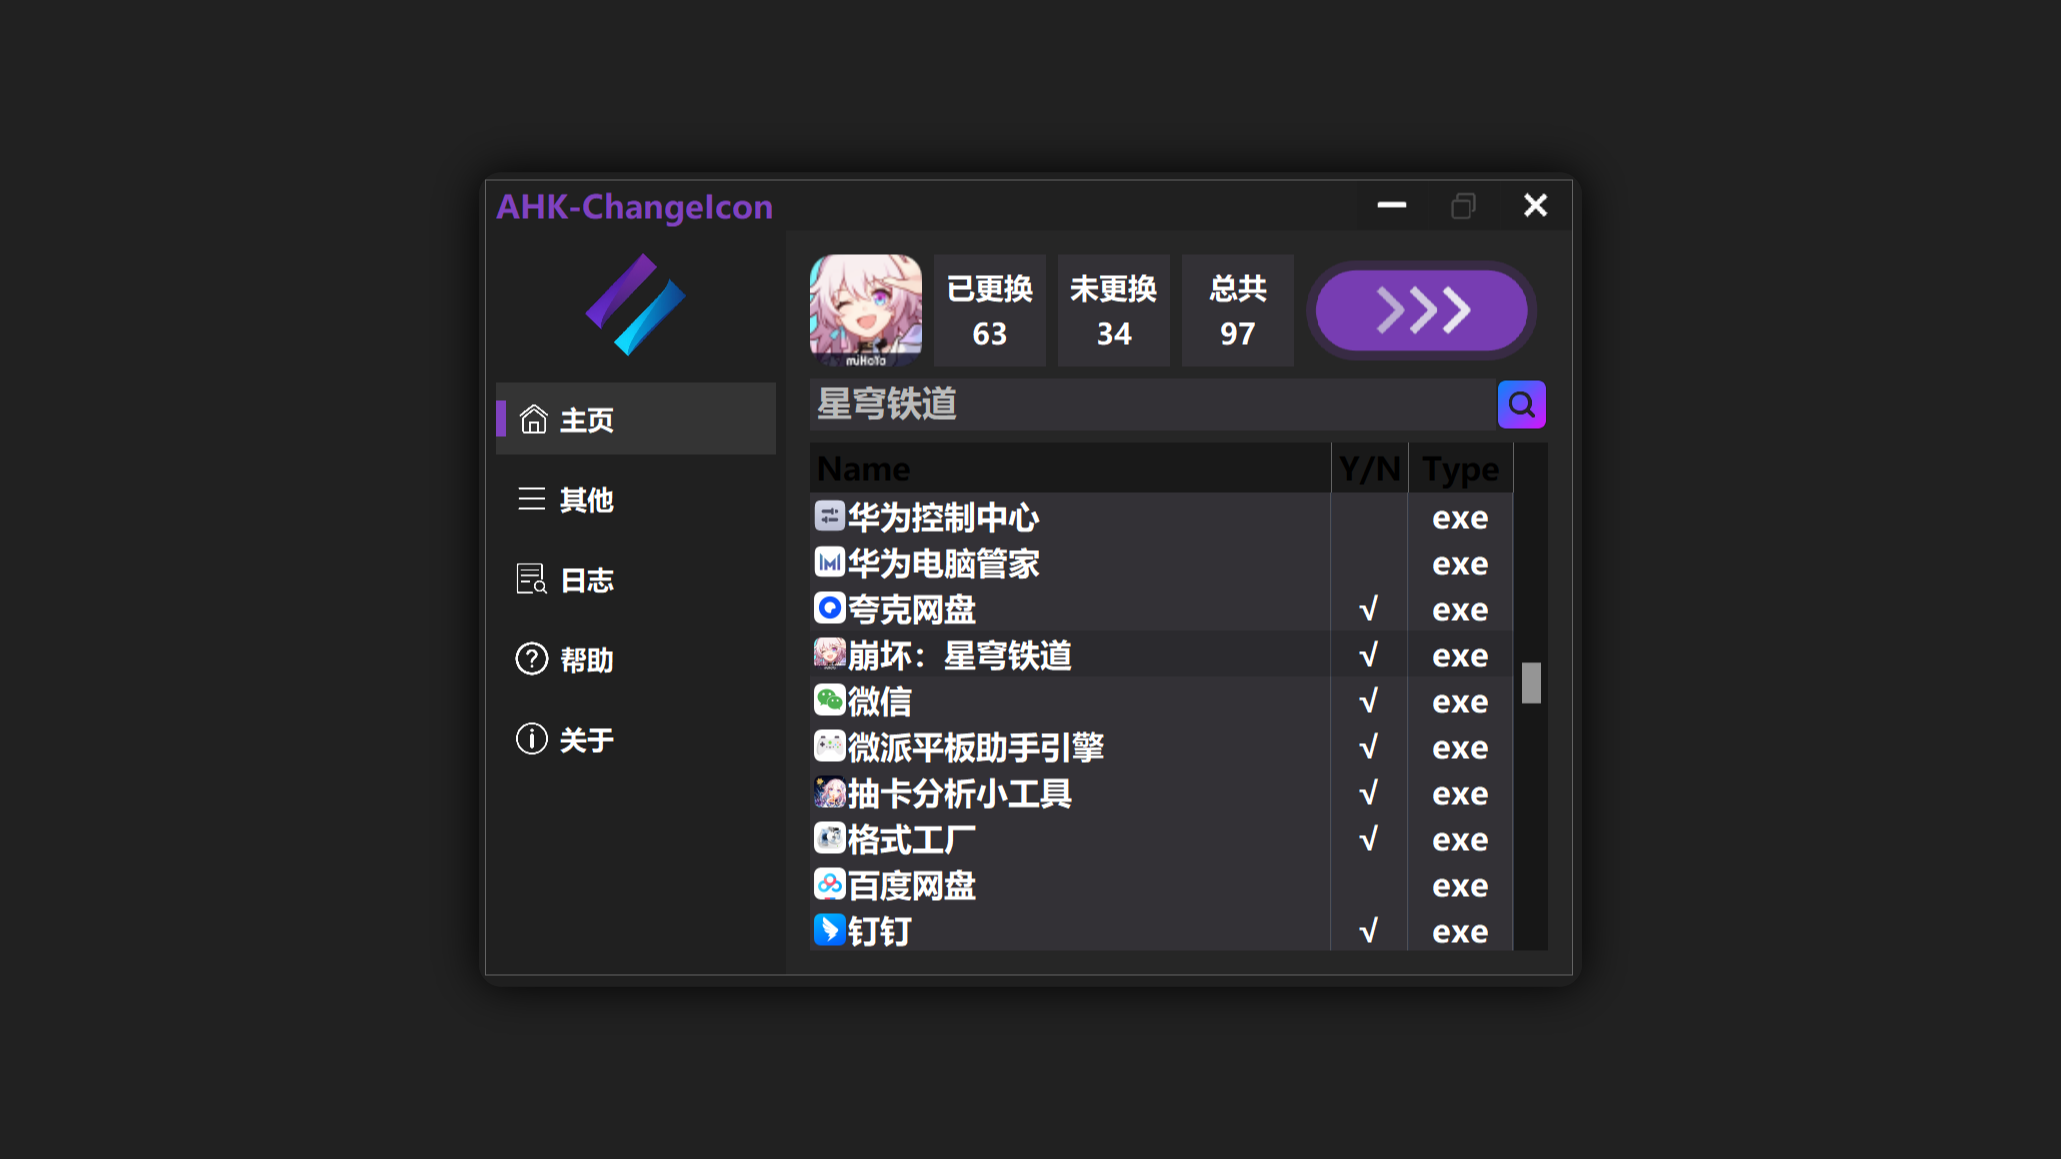 AHK-ChangeIcon
主页
其他
日志
帮助
关于
miHoYo
已更换
63
未更换
34
总共
97
星穹铁道
Name Y/N Type
华为控制中心 exe
华为电脑管家 exe
夸克网盘 √ exe
崩坏：星穹铁道 √ exe
微信 √ exe
微派平板助手引擎 √ exe
抽卡分析小工具 √ exe
格式工厂 √ exe
百度网盘 exe
钉钉 √ exe